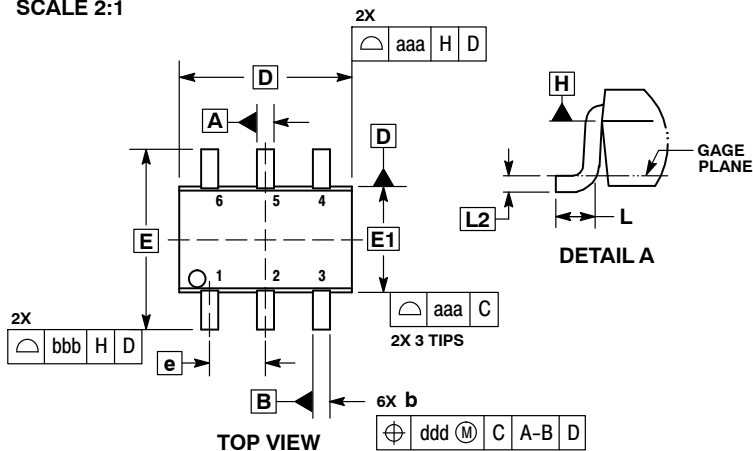 SCALE 2:1
2X
⌓ aaa H D
D
A
D
6 5 4
E
E1
1 2 3
⌓ aaa C
2X 3 TIPS
2X
⌓ bbb H D
e
B
6X b
⌖ ddd Ⓜ C A-B D
TOP VIEW
H
GAGE
PLANE
L2
L
DETAIL A